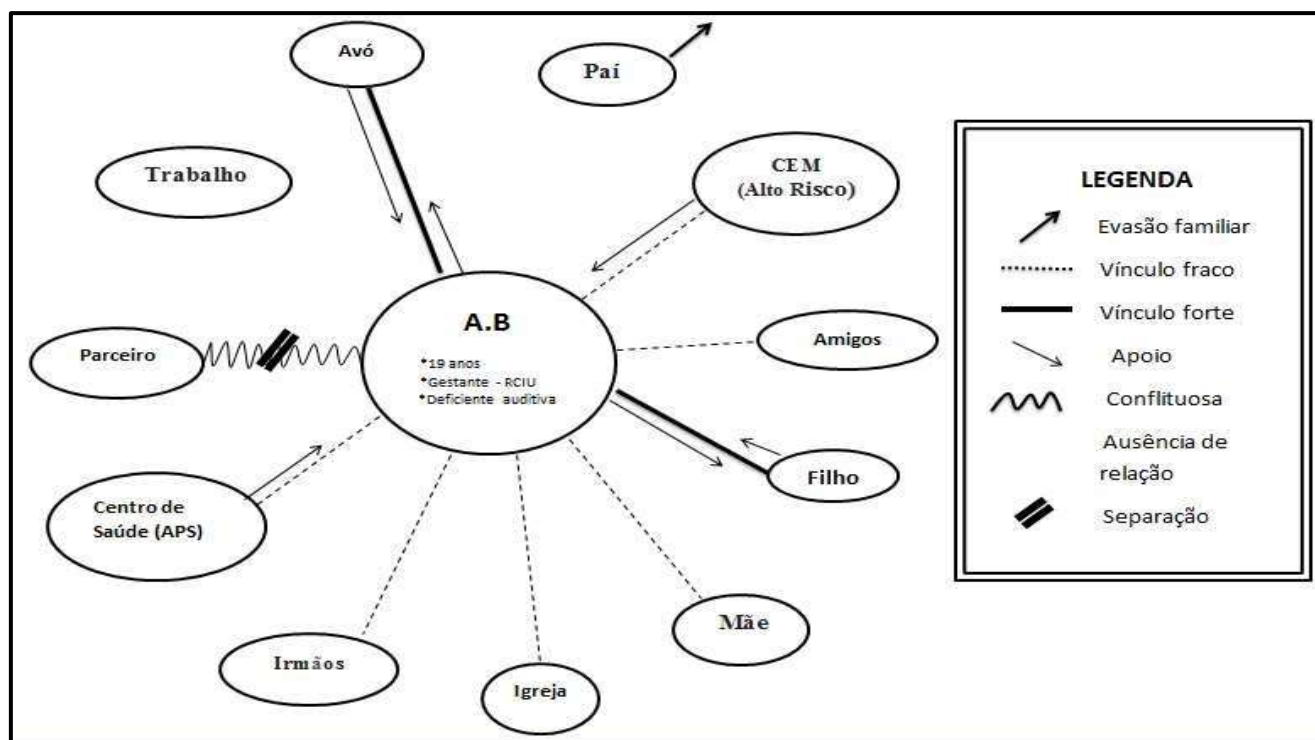 Avó
Paí
Trabalho
CEM
(Alto Risco)
A.B
*19 anos
*Gestante - RCIU
*Deficiente auditiva
Parceiro
Amigos
Centro de
Saúde (APS)
Filho
Irmãos
Igreja
Mãe
LEGENDA
Evasão familiar
Vínculo fraco
Vínculo forte
Apoio
Conflituosa
Ausência de
relação
Separação